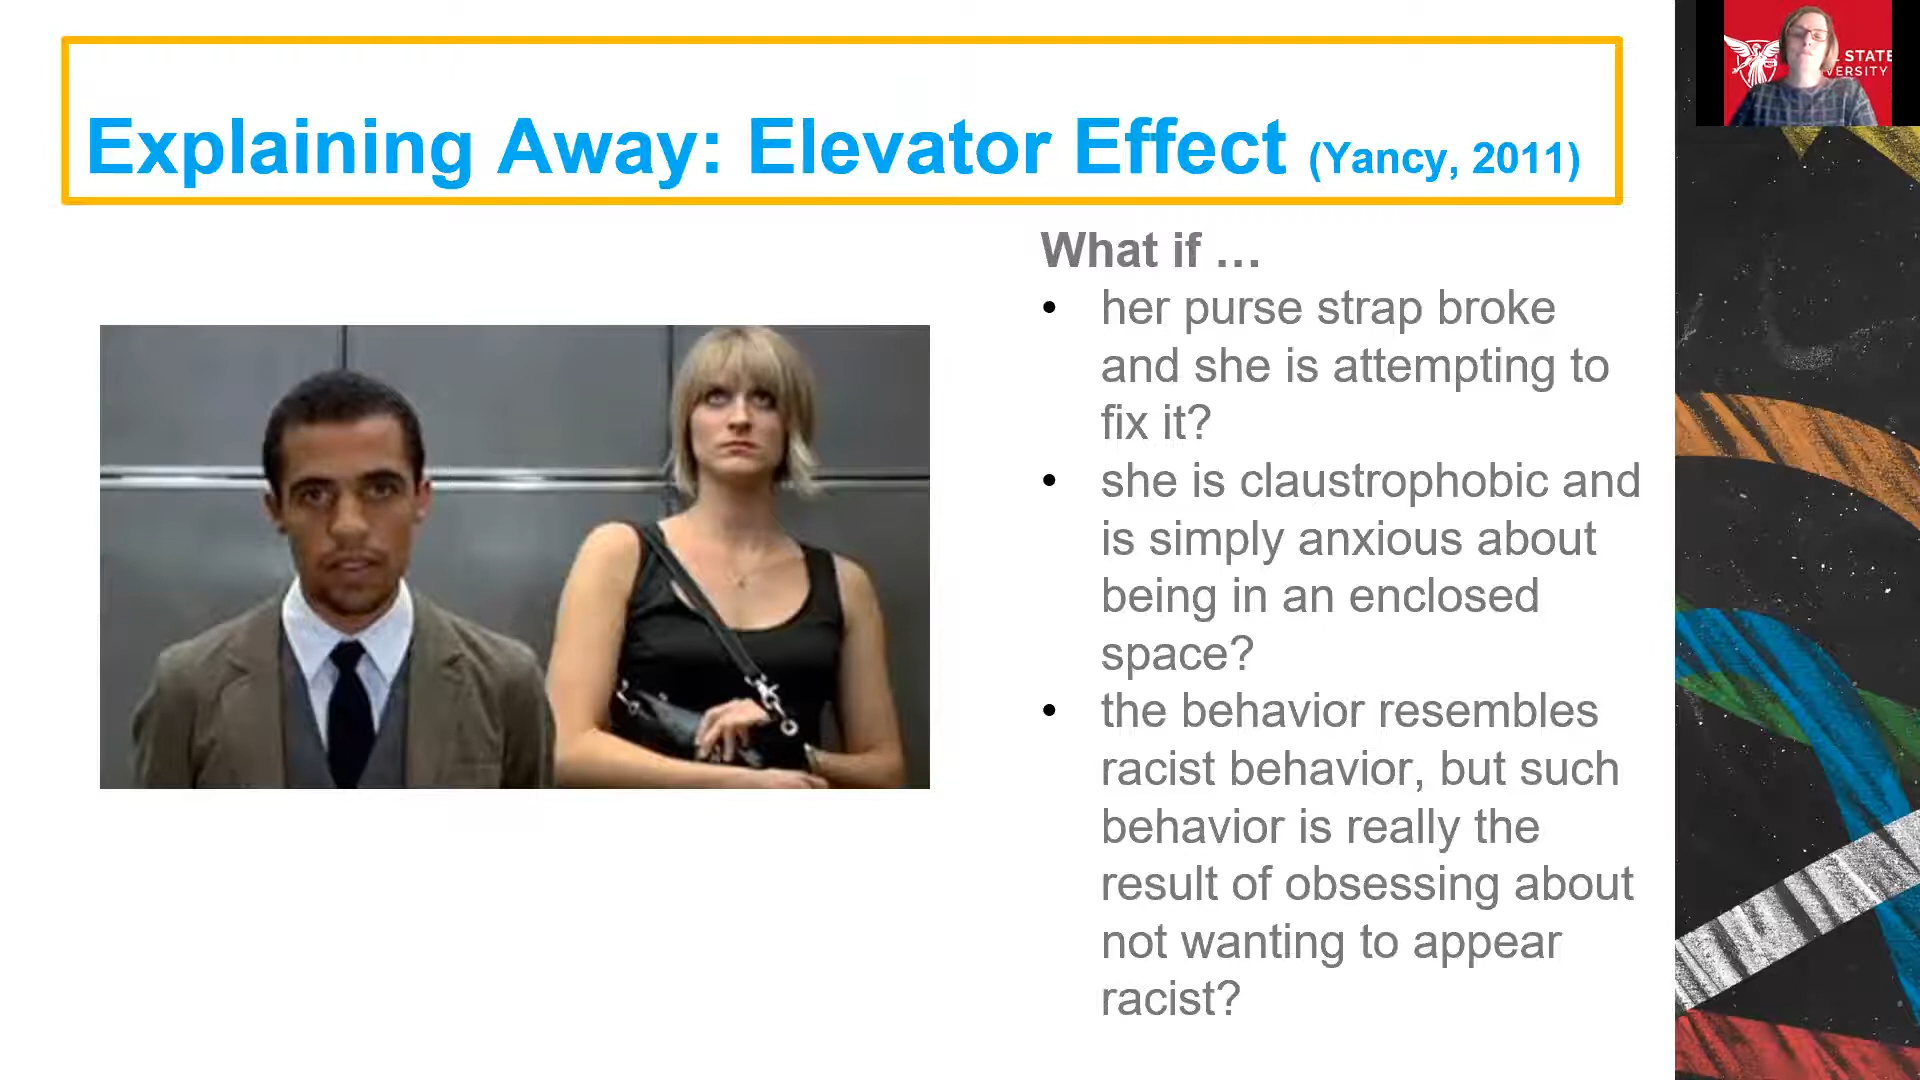 Explaining Away: Elevator Effect (Yancy, 2011)
STATE
VERSITY
What if …
• her purse strap broke
and she is attempting to
fix it?
• she is claustrophobic and
is simply anxious about
being in an enclosed
space?
• the behavior resembles
racist behavior, but such
behavior is really the
result of obsessing about
not wanting to appear
racist?